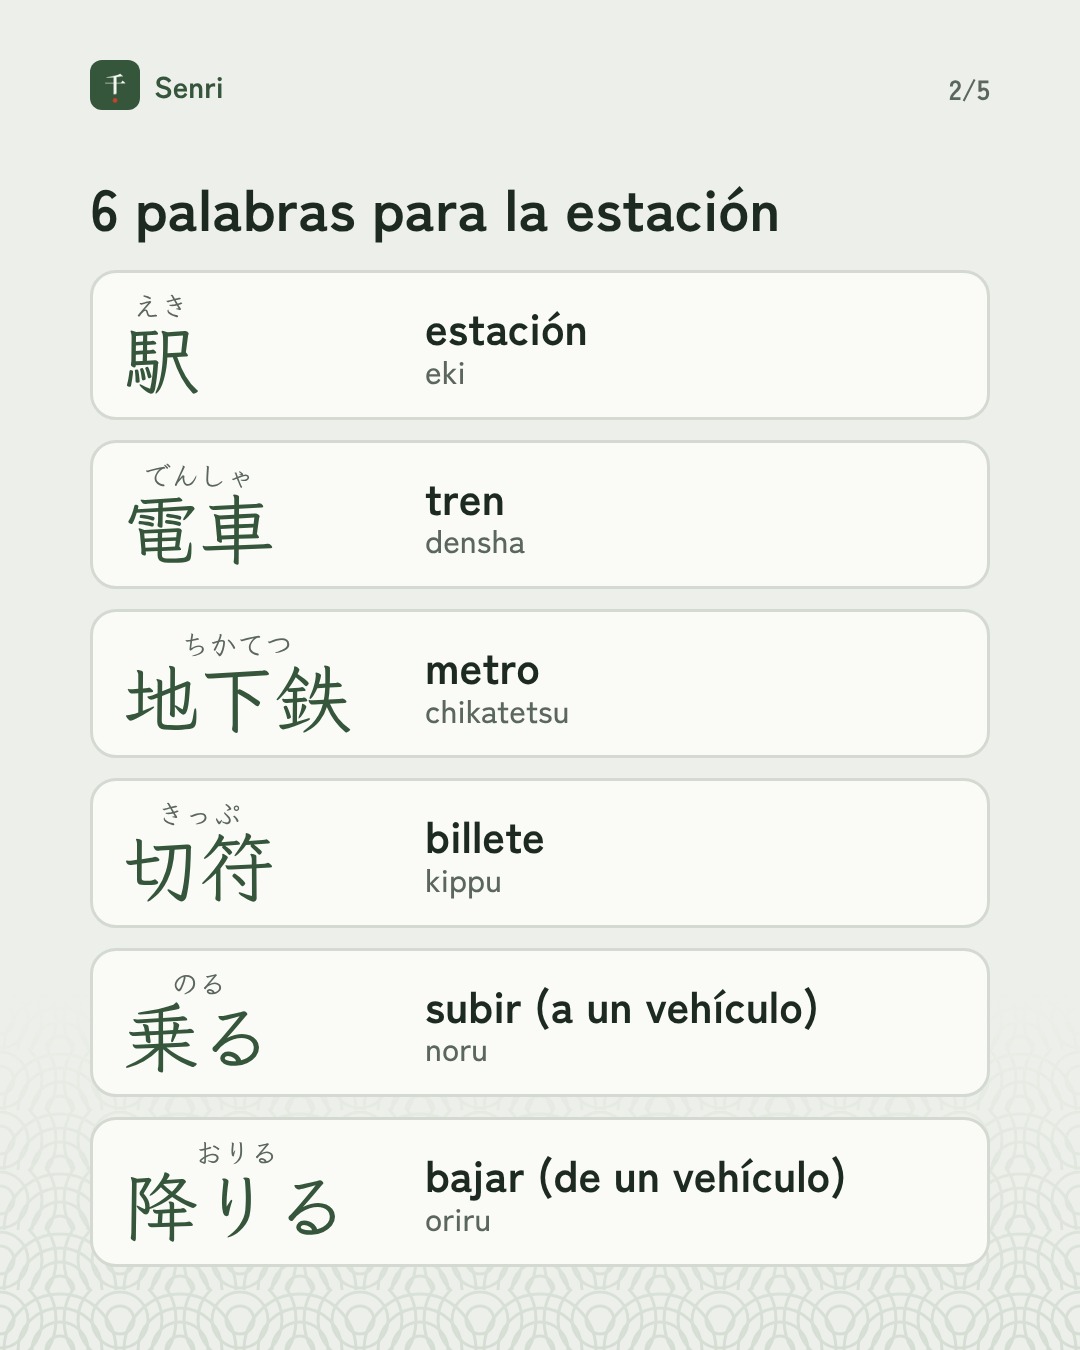 千
Senri
2/5
6 palabras para la estación
えき
駅
estación
eki
でんしゃ
電車
tren
densha
ちかてつ
地下鉄
metro
chikatetsu
きっぷ
切符
billete
kippu
のる
乗る
subir (a un vehículo)
noru
おりる
降りる
bajar (de un vehículo)
oriru